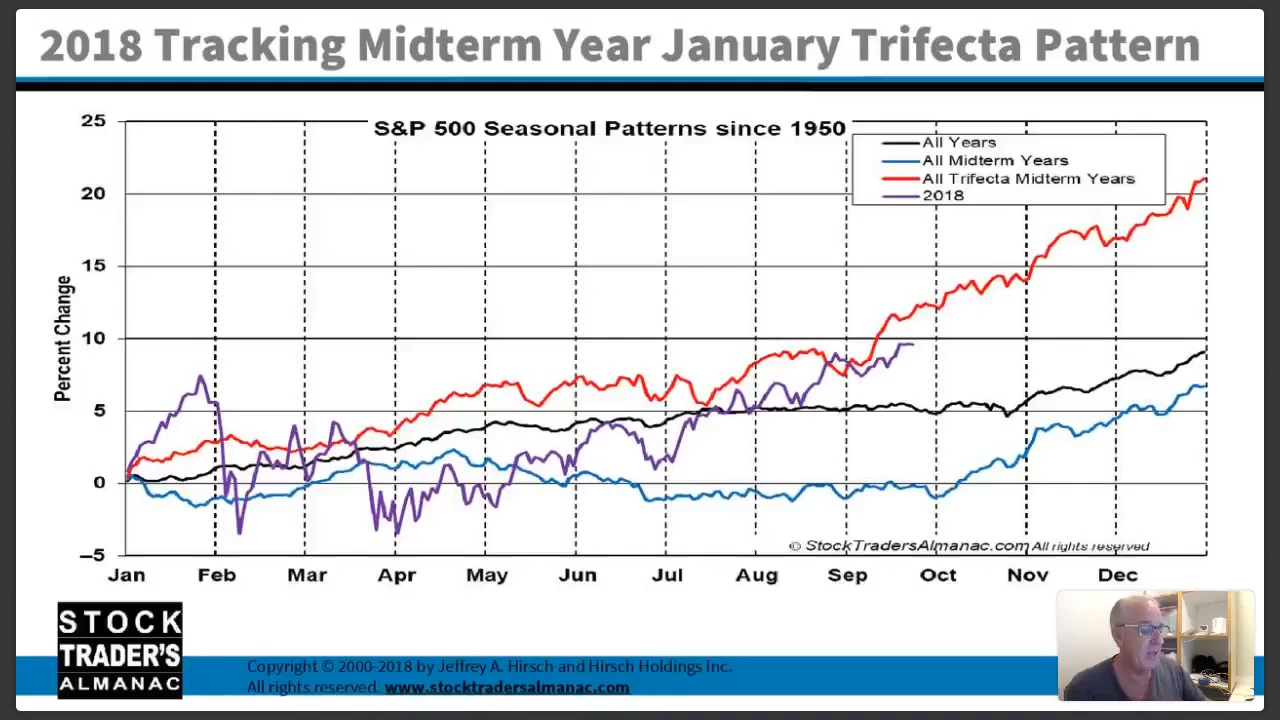 2018 Tracking Midterm Year January Trifecta Pattern
S&P 500 Seasonal Patterns since 1950
All Years
All Midterm Years
All Trifecta Midterm Years
2018
Percent Change
25
20
15
10
5
0
–5
© StockTradersAlmanac.com All rights reserved
Jan Feb Mar Apr May Jun Jul Aug Sep Oct Nov Dec
STOCK
TRADER'S
ALMANAC
Copyright © 2000-2018 by Jeffrey A. Hirsch and Hirsch Holdings Inc.
All rights reserved. www.stocktradersalmanac.com